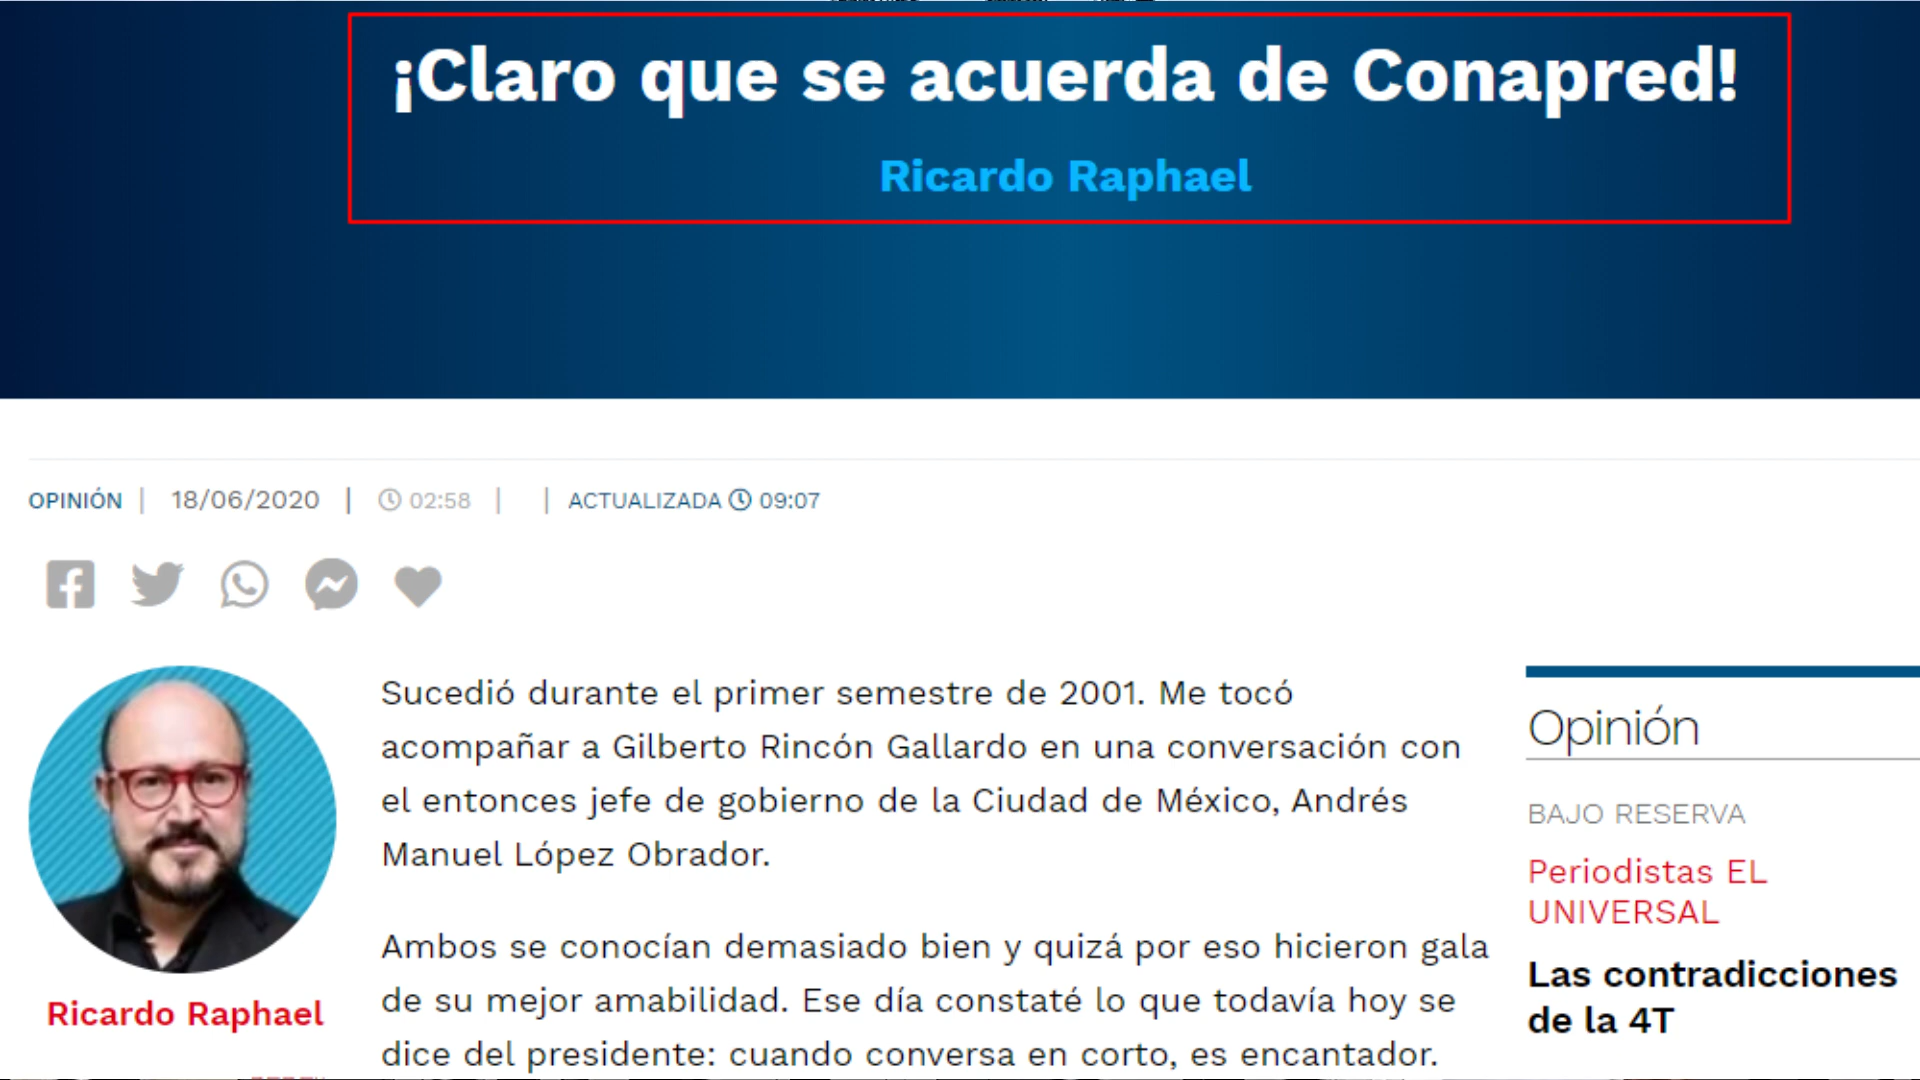 ¡Claro que se acuerda de Conapred!
Ricardo Raphael
OPINIÓN | 18/06/2020 | 02:58 | | ACTUALIZADA 09:07
Sucedió durante el primer semestre de 2001. Me tocó
acompañar a Gilberto Rincón Gallardo en una conversación con
el entonces jefe de gobierno de la Ciudad de México, Andrés
Manuel López Obrador.
Ambos se conocían demasiado bien y quizá por eso hicieron gala
de su mejor amabilidad. Ese día constaté lo que todavía hoy se
dice del presidente: cuando conversa en corto, es encantador.
Ricardo Raphael
Opinión
BAJO RESERVA
Periodistas EL
UNIVERSAL
Las contradicciones
de la 4T